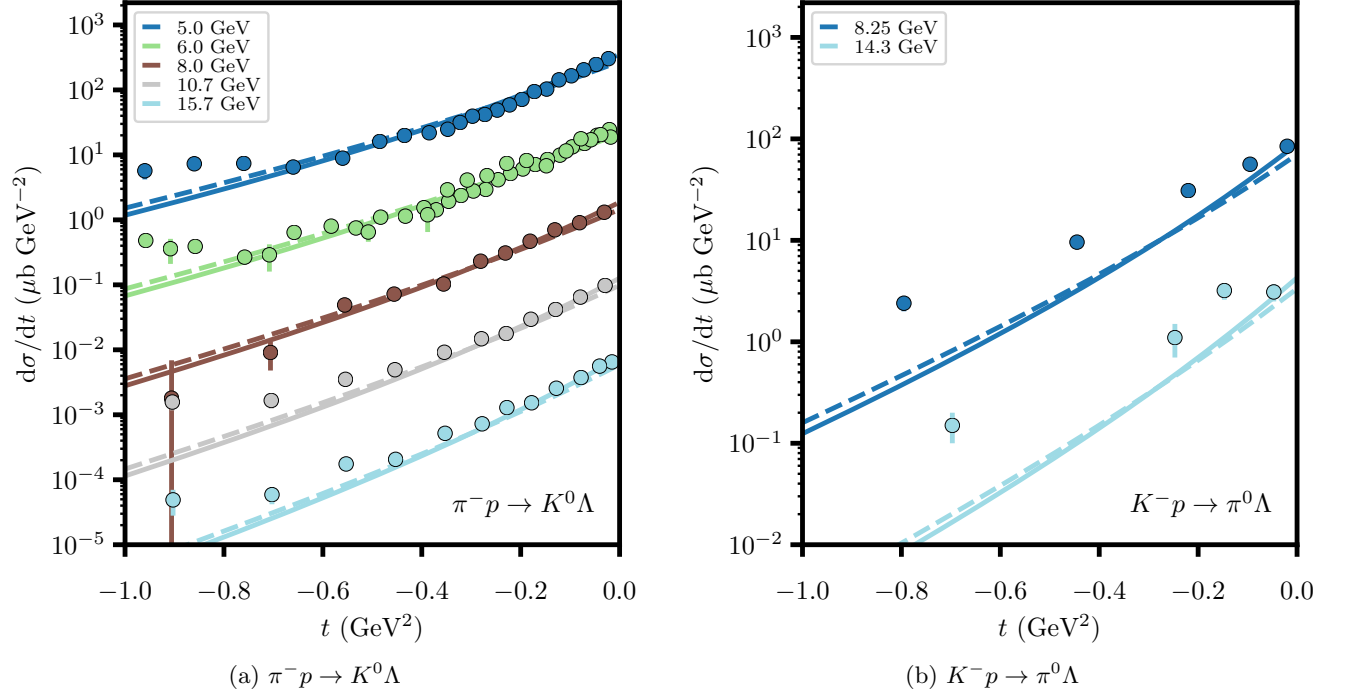 5.0 GeV
6.0 GeV
8.0 GeV
10.7 GeV
15.7 GeV
10³
10²
10¹
10⁰
10⁻¹
10⁻²
10⁻³
10⁻⁴
10⁻⁵
dσ/dt (μb GeV⁻²)
π⁻p → K⁰Λ
−1.0 −0.8 −0.6 −0.4 −0.2 0.0
t (GeV²)
(a) π⁻p → K⁰Λ
8.25 GeV
14.3 GeV
10³
10²
10¹
10⁰
10⁻¹
10⁻²
dσ/dt (μb GeV⁻²)
K⁻p → π⁰Λ
−1.0 −0.8 −0.6 −0.4 −0.2 0.0
t (GeV²)
(b) K⁻p → π⁰Λ